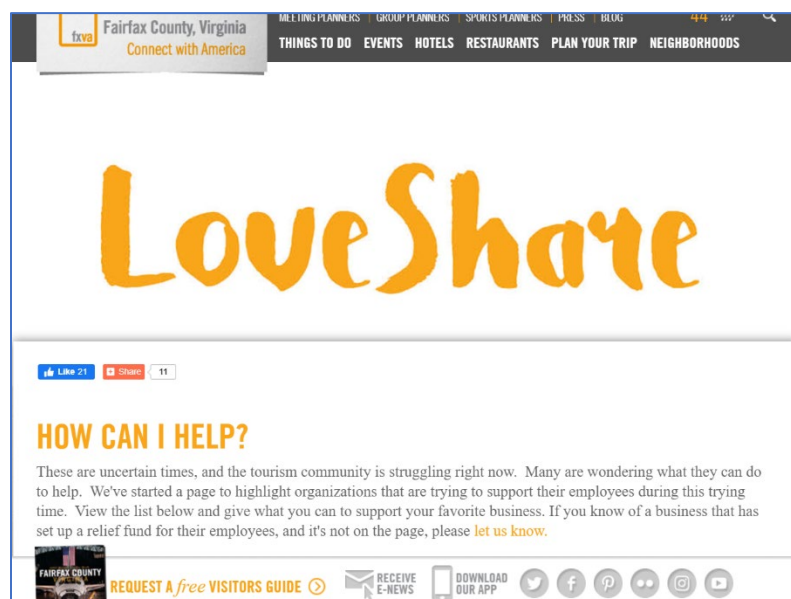 MEETING PLANNERS | GROUP PLANNERS | SPORTS PLANNERS | PRESS | BLOG 44
fxva Fairfax County, Virginia
Connect with America
THINGS TO DO EVENTS HOTELS RESTAURANTS PLAN YOUR TRIP NEIGHBORHOODS
LoveShare
Like 21 Share 11
HOW CAN I HELP?
These are uncertain times, and the tourism community is struggling right now. Many are wondering what they can do
to help. We've started a page to highlight organizations that are trying to support their employees during this trying
time. View the list below and give what you can to support your favorite business. If you know of a business that has
set up a relief fund for their employees, and it's not on the page, please let us know.
FAIRFAX COUNTY
REQUEST A free VISITORS GUIDE
RECEIVE
E-NEWS
DOWNLOAD
OUR APP